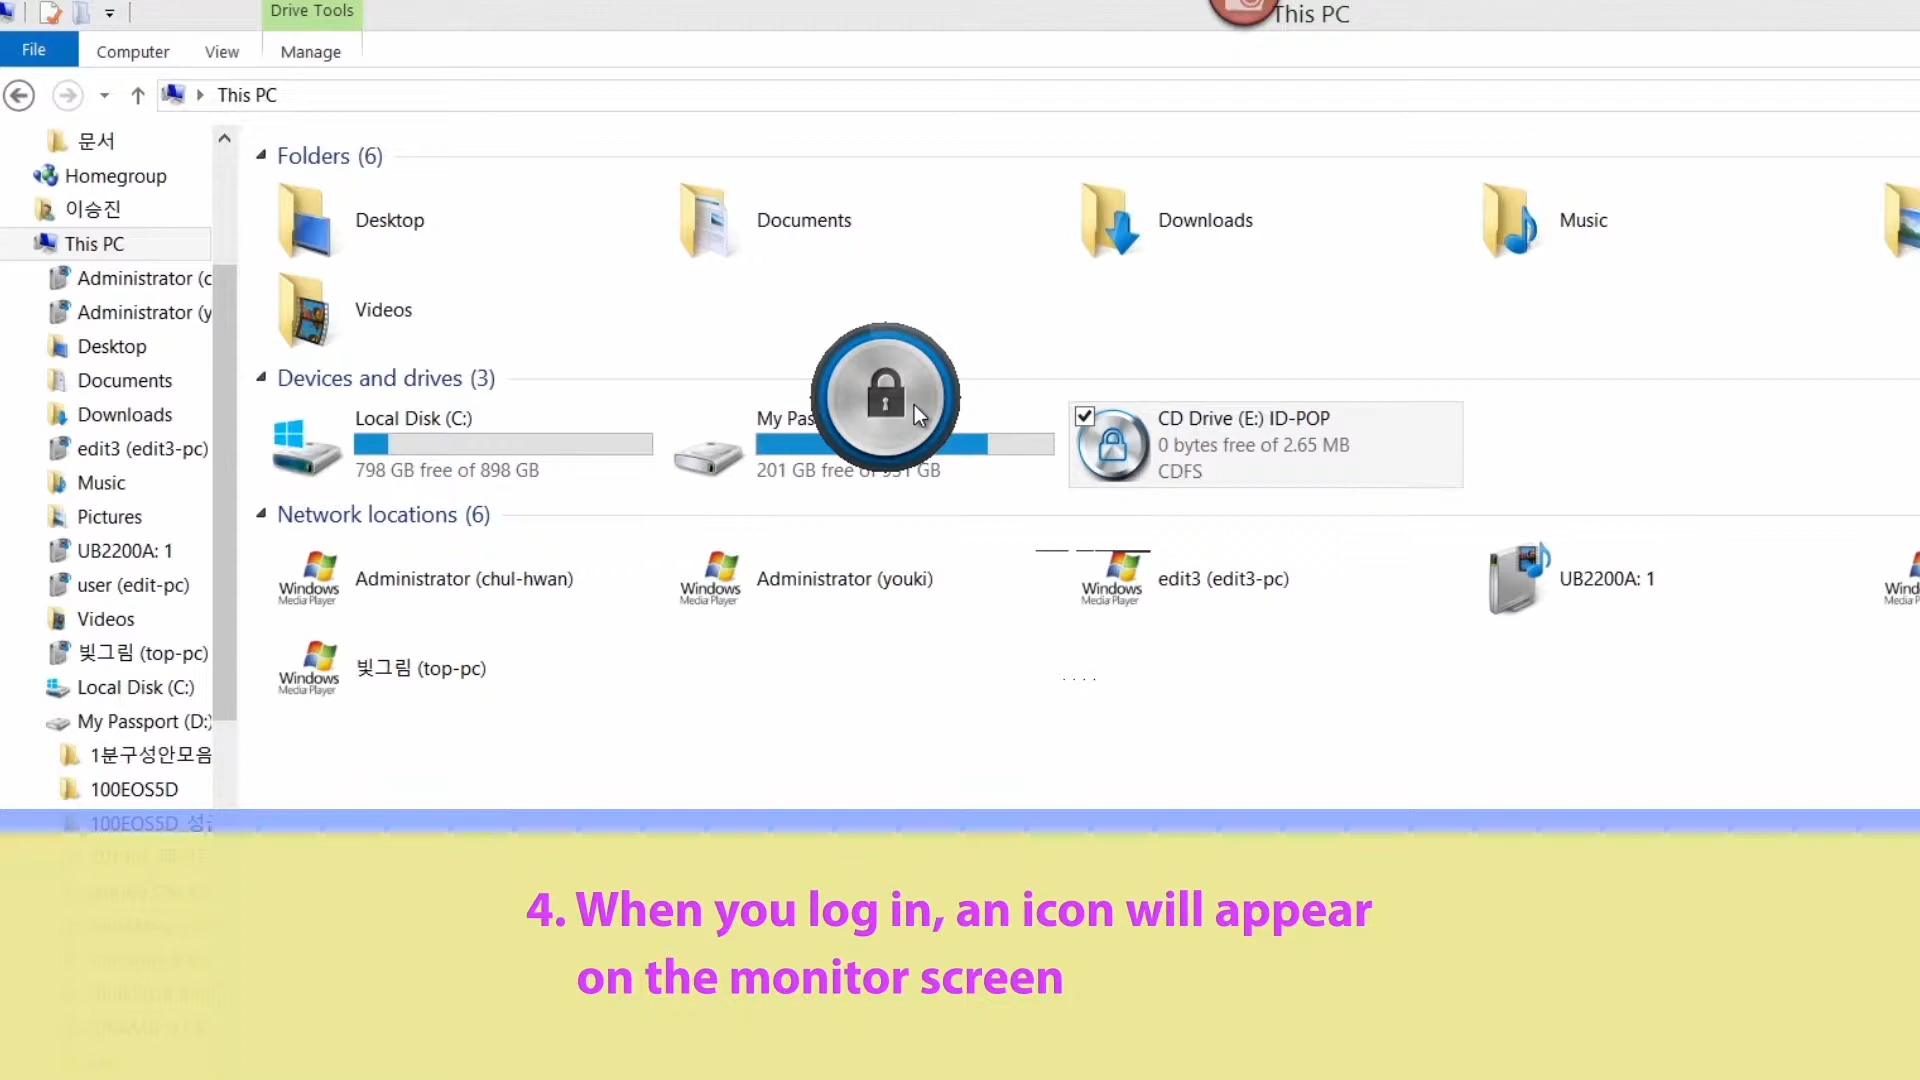 Drive Tools
This PC
File
Computer
View
Manage
This PC
문서
Homegroup
이승진
This PC
Administrator (c
Administrator (y
Desktop
Documents
Downloads
edit3 (edit3-pc)
Music
Pictures
UB2200A: 1
user (edit-pc)
Videos
빛그림 (top-pc)
Local Disk (C:)
My Passport (D:)
1분구성안모음
100EOS5D
100EOS5D
Folders (6)
Desktop
Documents
Downloads
Music
Videos
Devices and drives (3)
Local Disk (C:)
798 GB free of 898 GB
My Pas
201 GB free of 931 GB
CD Drive (E:) ID-POP
0 bytes free of 2.65 MB
CDFS
Network locations (6)
Windows Media Player
Administrator (chul-hwan)
Windows Media Player
Administrator (youki)
Windows Media Player
edit3 (edit3-pc)
UB2200A: 1
Windows Media Player
빛그림 (top-pc)
4. When you log in, an icon will appear
on the monitor screen